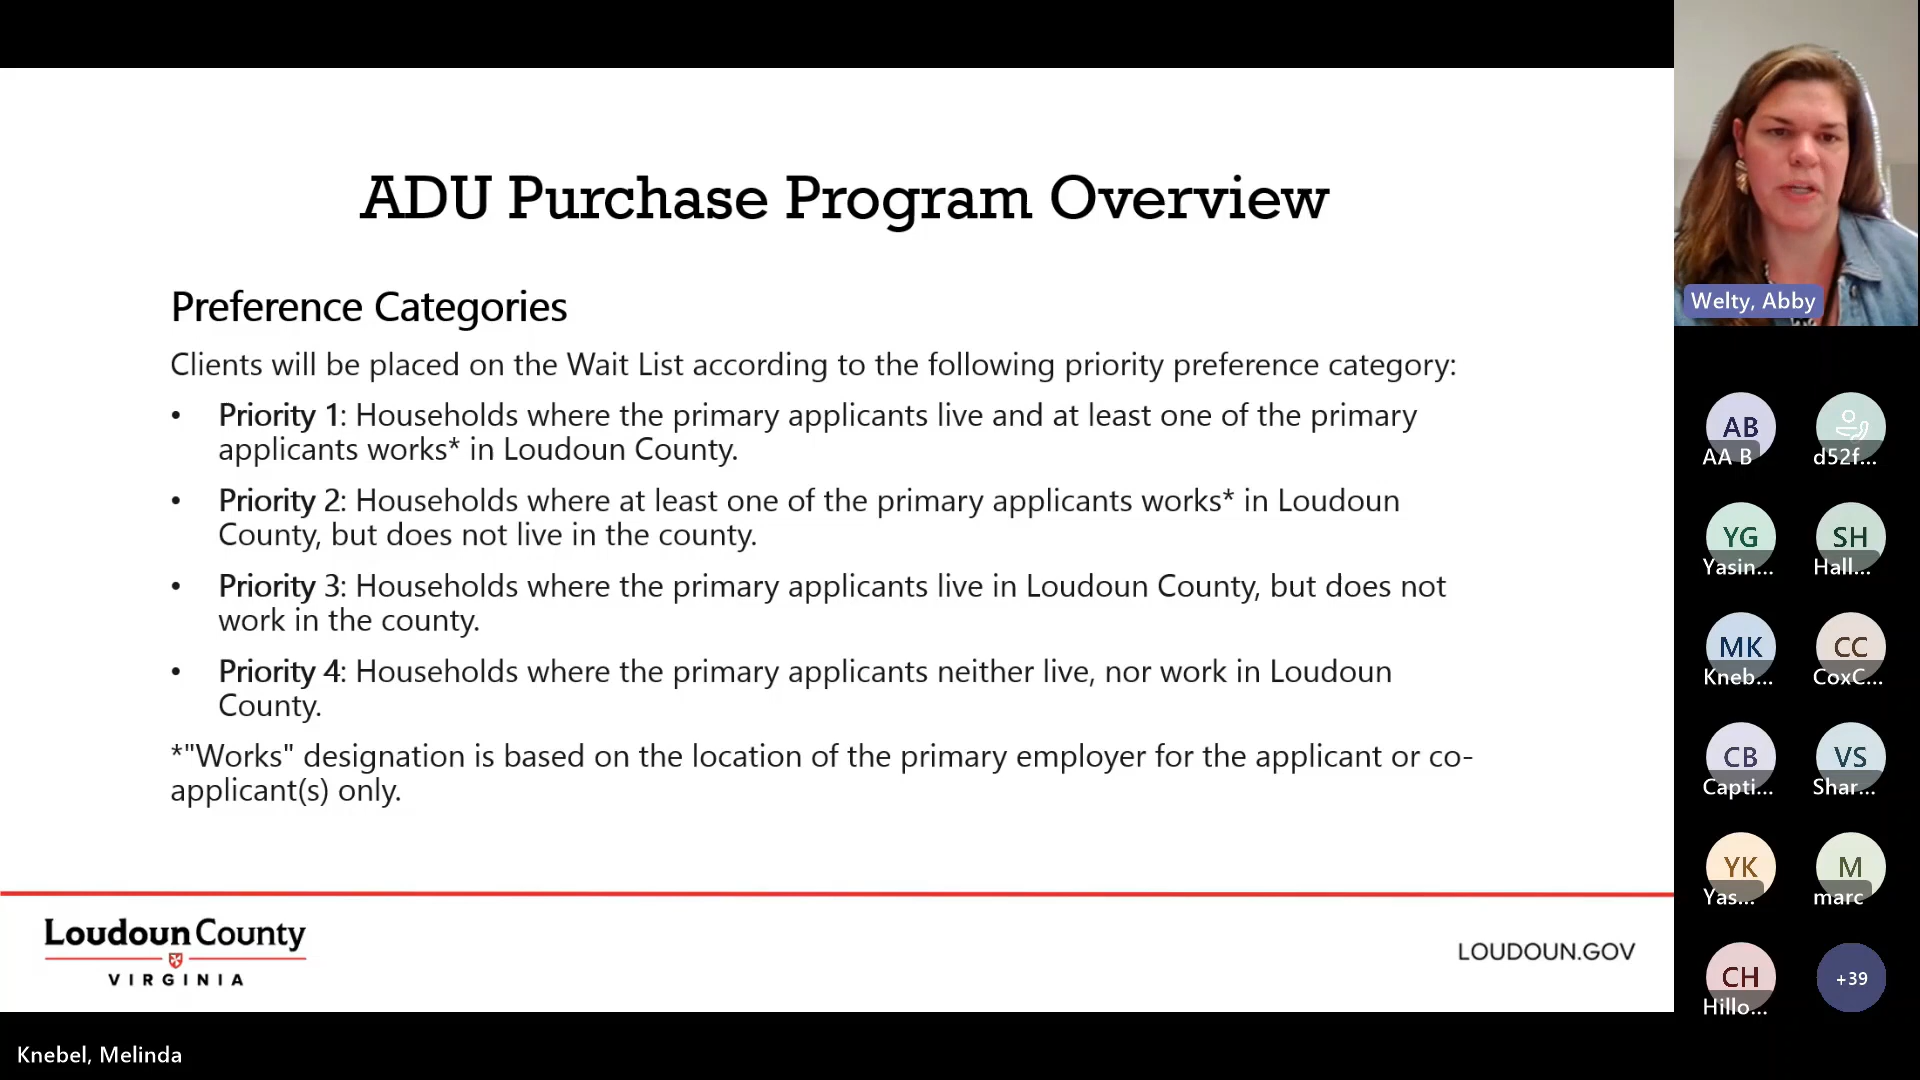 ADU Purchase Program Overview
Preference Categories
Clients will be placed on the Wait List according to the following priority preference category:
• Priority 1: Households where the primary applicants live and at least one of the primary
applicants works* in Loudoun County.
• Priority 2: Households where at least one of the primary applicants works* in Loudoun
County, but does not live in the county.
• Priority 3: Households where the primary applicants live in Loudoun County, but does not
work in the county.
• Priority 4: Households where the primary applicants neither live, nor work in Loudoun
County.
*"Works" designation is based on the location of the primary employer for the applicant or co-
applicant(s) only.
Loudoun County
VIRGINIA
LOUDOUN.GOV
Knebel, Melinda
Welty, Abby
AB
AA B
d52f...
YG
Yasin...
SH
Hall...
MK
Kneb...
CC
CoxC...
CB
Capti...
VS
Shar...
YK
Yas...
M
marc
CH
Hillo...
+39